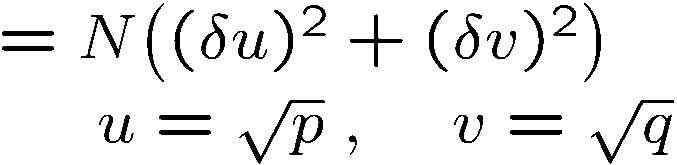 = N((δu)² + (δv)²)
u = √p , v = √q